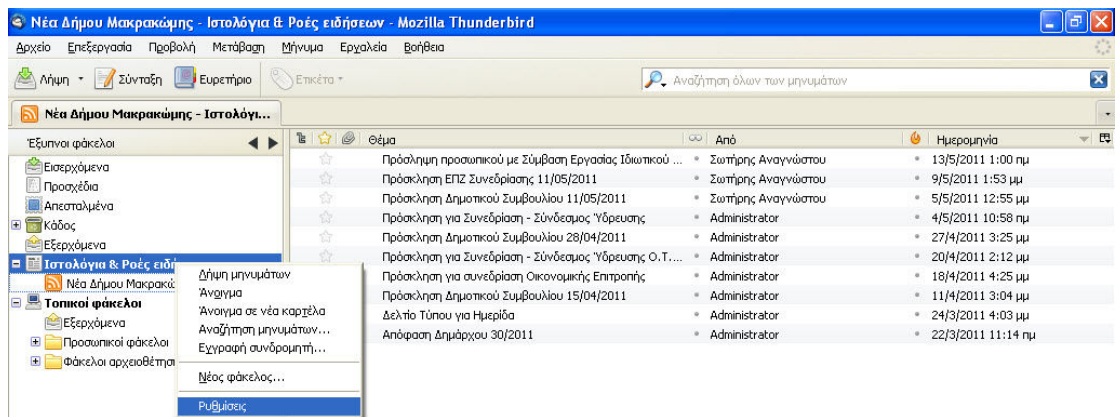 Νέα Δήμου Μακρακώμης - Ιστολόγια & Ροές ειδήσεων - Mozilla Thunderbird
Αρχείο Επεξεργασία Προβολή Μετάβαση Μήνυμα Εργαλεία Βοήθεια
Λήψη Σύνταξη Ευρετήριο Ετικέτα Αναζήτηση όλων των μηνυμάτων
Νέα Δήμου Μακρακώμης - Ιστολόγι...
Έξυπνοι φάκελοι Θέμα Από Ημερομηνία
Εισερχόμενα
Προσχέδια
Απεσταλμένα
Κάδος
Εξερχόμενα
Ιστολόγια & Ροές ειδή
Νέα Δήμου Μακρακώ
Τοπικοί φάκελοι
Εξερχόμενα
Προσωπικοί φάκελοι
Φάκελοι αρχειοθέτησ
Πρόσληψη προσωπικού με Σύμβαση Εργασίας Ιδιωτικού ... Σωτήρης Αναγνώστου 13/5/2011 1:00 πμ
Πρόσκληση ΕΠΖ Συνεδρίασης 11/05/2011 Σωτήρης Αναγνώστου 9/5/2011 1:53 μμ
Πρόσκληση Δημοτικού Συμβουλίου 11/05/2011 Σωτήρης Αναγνώστου 5/5/2011 12:55 μμ
Πρόσκληση για Συνεδρίαση - Σύνδεσμος Ύδρευσης Administrator 4/5/2011 10:58 πμ
Πρόσκληση Δημοτικού Συμβουλίου 28/04/2011 Administrator 27/4/2011 3:25 μμ
Πρόσκληση για Συνεδρίαση - Σύνδεσμος Ύδρευσης Ο.Τ.... Administrator 20/4/2011 2:12 μμ
Πρόσκληση για συνεδρίαση Οικονομικής Επιτροπής Administrator 18/4/2011 4:25 μμ
Πρόσκληση Δημοτικού Συμβουλίου 15/04/2011 Administrator 11/4/2011 3:04 μμ
Δελτίο Τύπου για Ημερίδα Administrator 24/3/2011 4:03 μμ
Απόφαση Δημάρχου 30/2011 Administrator 22/3/2011 11:14 πμ
Λήψη μηνυμάτων
Άνοιγμα
Άνοιγμα σε νέα καρτέλα
Αναζήτηση μηνυμάτων...
Εγγραφή συνδρομητή...
Νέος φάκελος...
Ρυθμίσεις